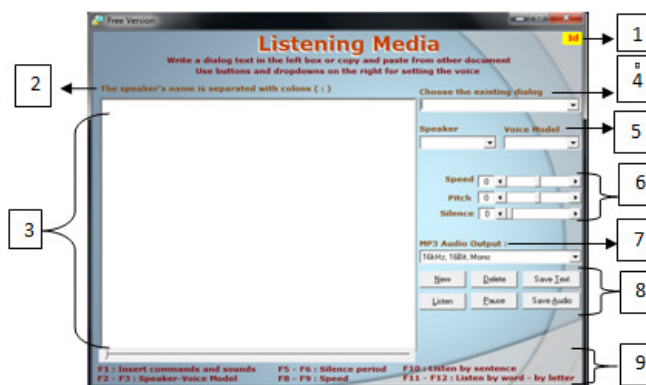 Free Version
Listening Media
Id
1
Write a dialog text in the left box or copy and paste from other document
Use buttons and dropdowns on the right for setting the voice
2
The speaker's name is separated with colons ( : )
Choose the existing dialog
4
Speaker
Voice Model
5
Speed
0
Pitch
0
Silence
0
6
3
MP3 Audio Output :
7
16kHz, 16Bit, Mono
New
Delete
Save Text
8
Listen
Pause
Save Audio
F1 : Insert commands and sounds
F5 - F6 : Silence period
F10 : Listen by sentence
9
F2 - F3 : Speaker-Voice Model
F8 - F9 : Speed
F11 - F12 : Listen by word - by letter